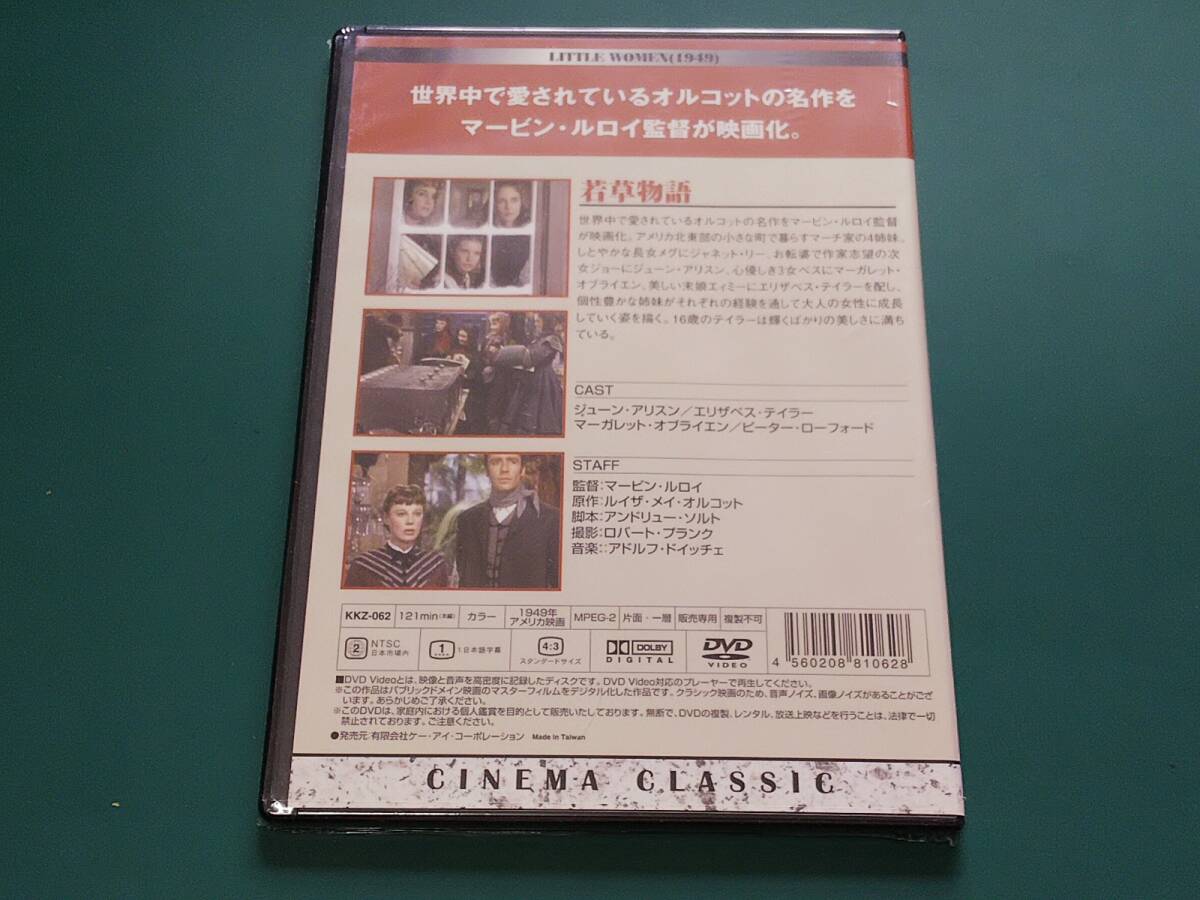 LITTLE WOMEN(1949)
世界中で愛されているオルコットの名作を
マービン・ルロイ監督が映画化。
若草物語
世界中で愛されているオルコットの名作をマービン・ルロイ監督
が映画化。アメリカ北東部の小さな町で暮らすマーチ家の4姉妹。
しとやかな長女メグにジャネット・リー、お転婆で作家志望の次
女ジョーにジューン・アリスン、心優しき3女ベスにマーガレット・
オブライエン、美しい末娘エィミーにエリザベス・テイラーを配し、
個性豊かな姉妹がそれぞれの経験を通して大人の女性に成長
していく姿を描く。16歳のテイラーは輝くばかりの美しさに満ち
ている。
CAST
ジューン・アリスン/エリザベス・テイラー
マーガレット・オブライエン/ピーター・ローフォード
STAFF
監督:マービン・ルロイ
原作:ルイザ・メイ・オルコット
脚本:アンドリュー・ソルト
撮影:ロバート・プランク
音楽::アドルフ・ドイッチェ
KKZ-062 121min(本編) カラー 1949年アメリカ映画 MPEG-2 片面・一層 販売専用 複製不可
2 NTSC 日本市場内 1 1日本語字幕 4:3 スタンダードサイズ DOLBY DIGITAL DVD VIDEO
4 560208 810628
■DVD Videoとは、映像と音声を高密度に記録したディスクです。DVD Video対応のプレーヤーで再生してください。
※この作品はパブリックドメイン映画のマスターフィルムをデジタル化した作品です。クラシック映画のため、音声ノイズ、画像ノイズがあることがござ
います。あらかじめご了承ください。
※このDVDは、家庭内における個人鑑賞を目的として販売いたしております。無断で、DVDの複製、レンタル、放送上映などを行うことは、法律で一切
禁止されております。ご注意ください。
●発売元:有限会社ケー・アイ・コーポレーション Made in Taiwan
CINEMA CLASSIC